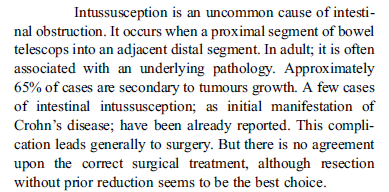 Intussusception is an uncommon cause of intesti-
nal obstruction. It occurs when a proximal segment of bowel
telescops into an adjacent distal segment. In adult; it is often
associated with an underlying pathology. Approximately
65% of cases are secondary to tumours growth. A few cases
of intestinal intussusception; as initial manifestation of
Crohn’s disease; have been already reported. This compli-
cation leads generally to surgery. But there is no agreement
upon the correct surgical treatment, although resection
without prior reduction seems to be the best choice.